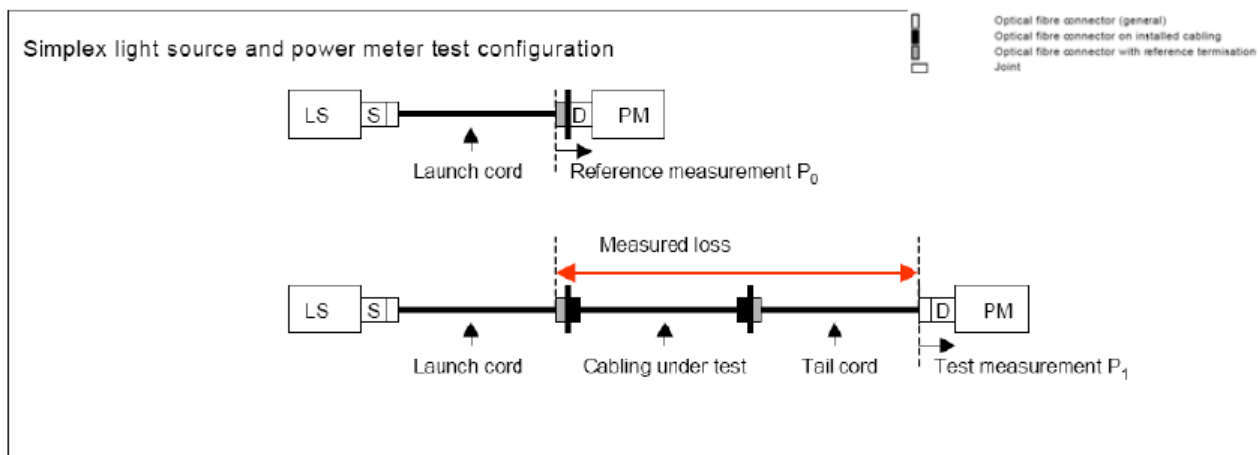 Simplex light source and power meter test configuration
Optical fibre connector (general)
Optical fibre connector on installed cabling
Optical fibre connector with reference termisation
Joint
LS S D PM
Launch cord Reference measurement P₀
Measured loss
LS S D PM
Launch cord Cabling under test Tail cord Test measurement P₁